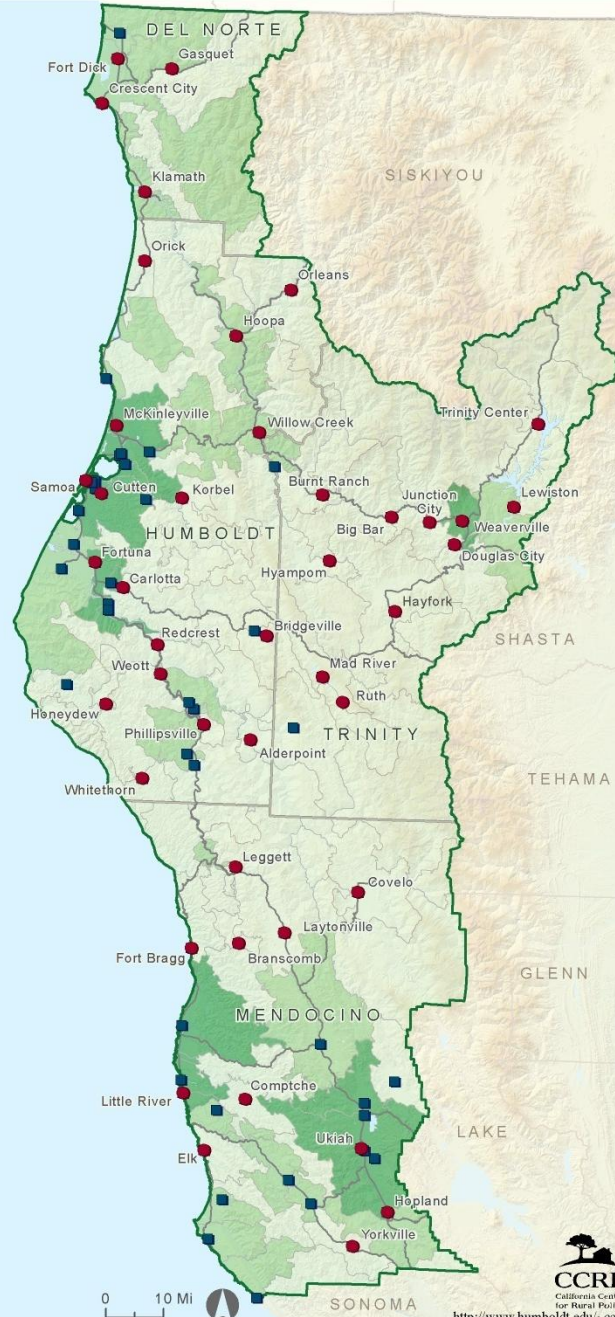 DEL NORTE
Fort Dick
Gasquet
Crescent City
SISKIYOU
Klamath
Orick
Orleans
Hoopa
McKinleyville
Trinity Center
Willow Creek
Samoa
Cutten
Korbel
Burnt Ranch
Junction
City
Lewiston
Big Bar
Weaverville
HUMBOLDT
Fortuna
Douglas City
Hyampom
Carlotta
Hayfork
Redcrest
Bridgeville
SHASTA
Weott
Mad River
Ruth
Honeydew
Phillipsville
TRINITY
Alderpoint
TEHAMA
Whitethorn
Leggett
Covelo
Laytonville
Fort Bragg
Branscomb
GLENN
MENDOCINO
Comptche
Little River
Ukiah
LAKE
Elk
Hopland
Yorkville
CCRP
California
for Rural
0 10 Mi
SONOMA